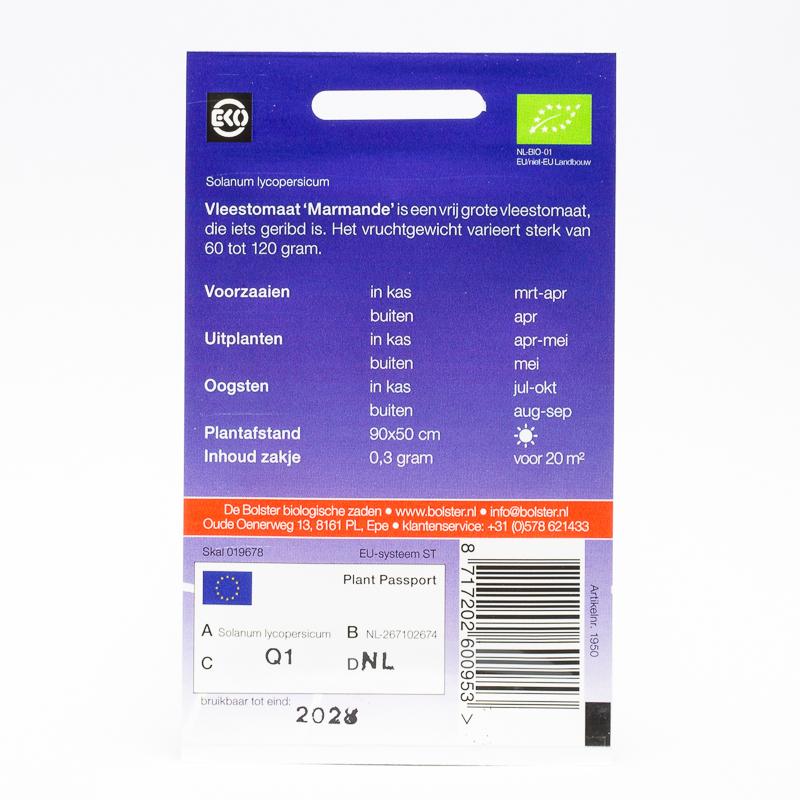 EKO
NL-BIO-01
EU/niet-EU Landbouw
Solanum lycopersicum
Vleestomaat 'Marmande' is een vrij grote vleestomaat,
die iets geribd is. Het vruchtgewicht varieert sterk van
60 tot 120 gram.
Voorzaaien in kas mrt-apr
buiten apr
Uitplanten in kas apr-mei
buiten mei
Oogsten in kas jul-okt
buiten aug-sep
Plantafstand 90x50 cm
Inhoud zakje 0,3 gram voor 20 m²
De Bolster biologische zaden • www.bolster.nl • info@bolster.nl
Oude Oenerweg 13, 8161 PL, Epe • klantenservice: +31 (0)578 621433
Skal 019678 EU-systeem ST
Plant Passport
A Solanum lycopersicum B NL-267102674
C Q1 D NL
bruikbaar tot eind:
8 717202 600953 >
Artikelnr. 1950